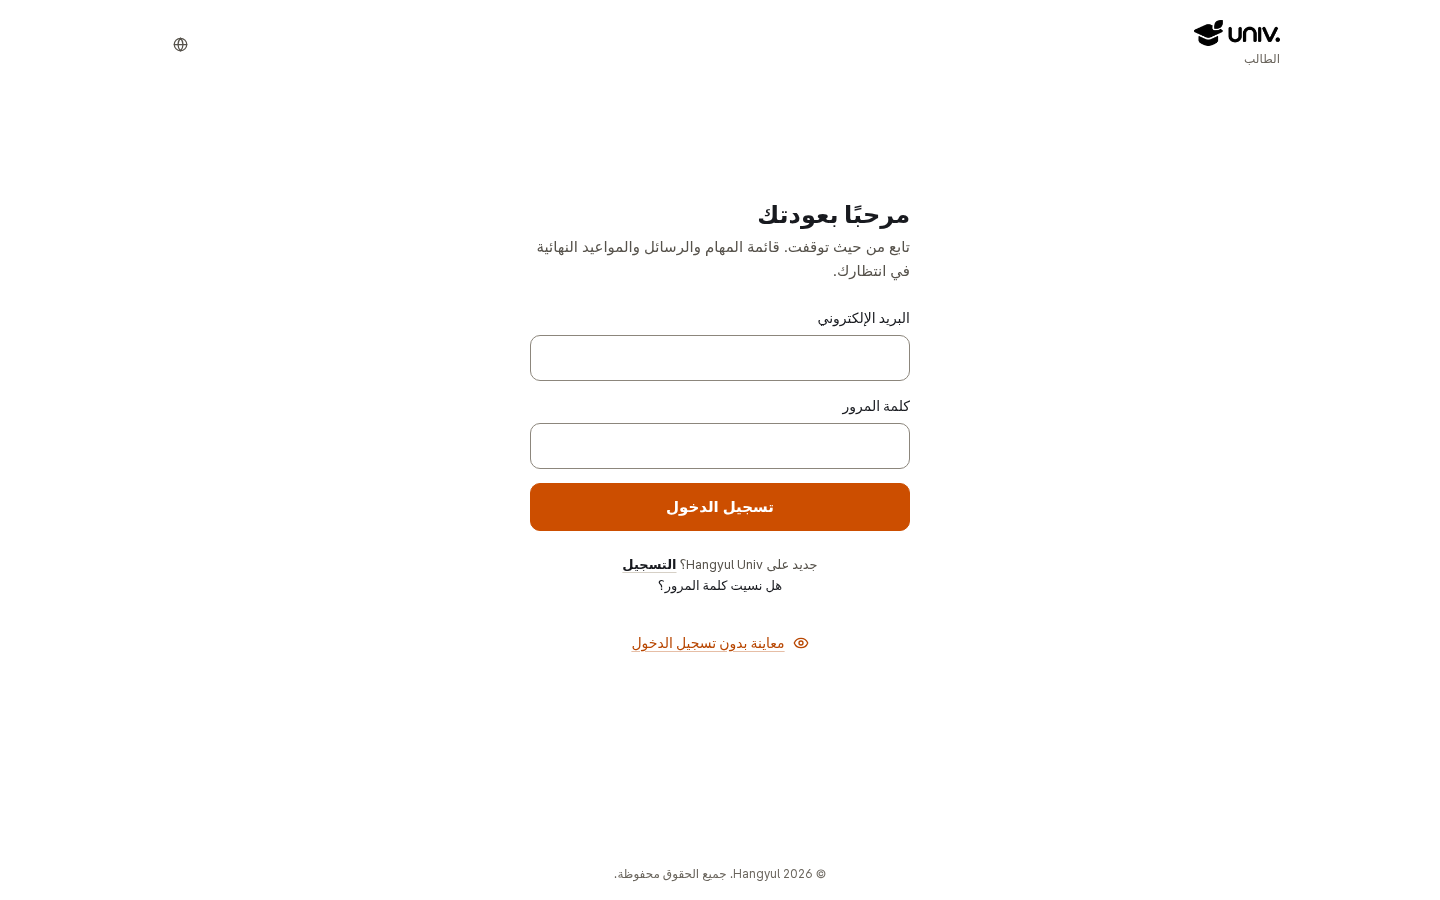 univ.
الطالب
مرحبًا بعودتك
تابع من حيث توقفت. قائمة المهام والرسائل والمواعيد النهائية
في انتظارك.
البريد الإلكتروني
كلمة المرور
تسجيل الدخول
جديد على Hangyul Univ؟ التسجيل
هل نسيت كلمة المرور؟
معاينة بدون تسجيل الدخول
© 2026 Hangyul. جميع الحقوق محفوظة.